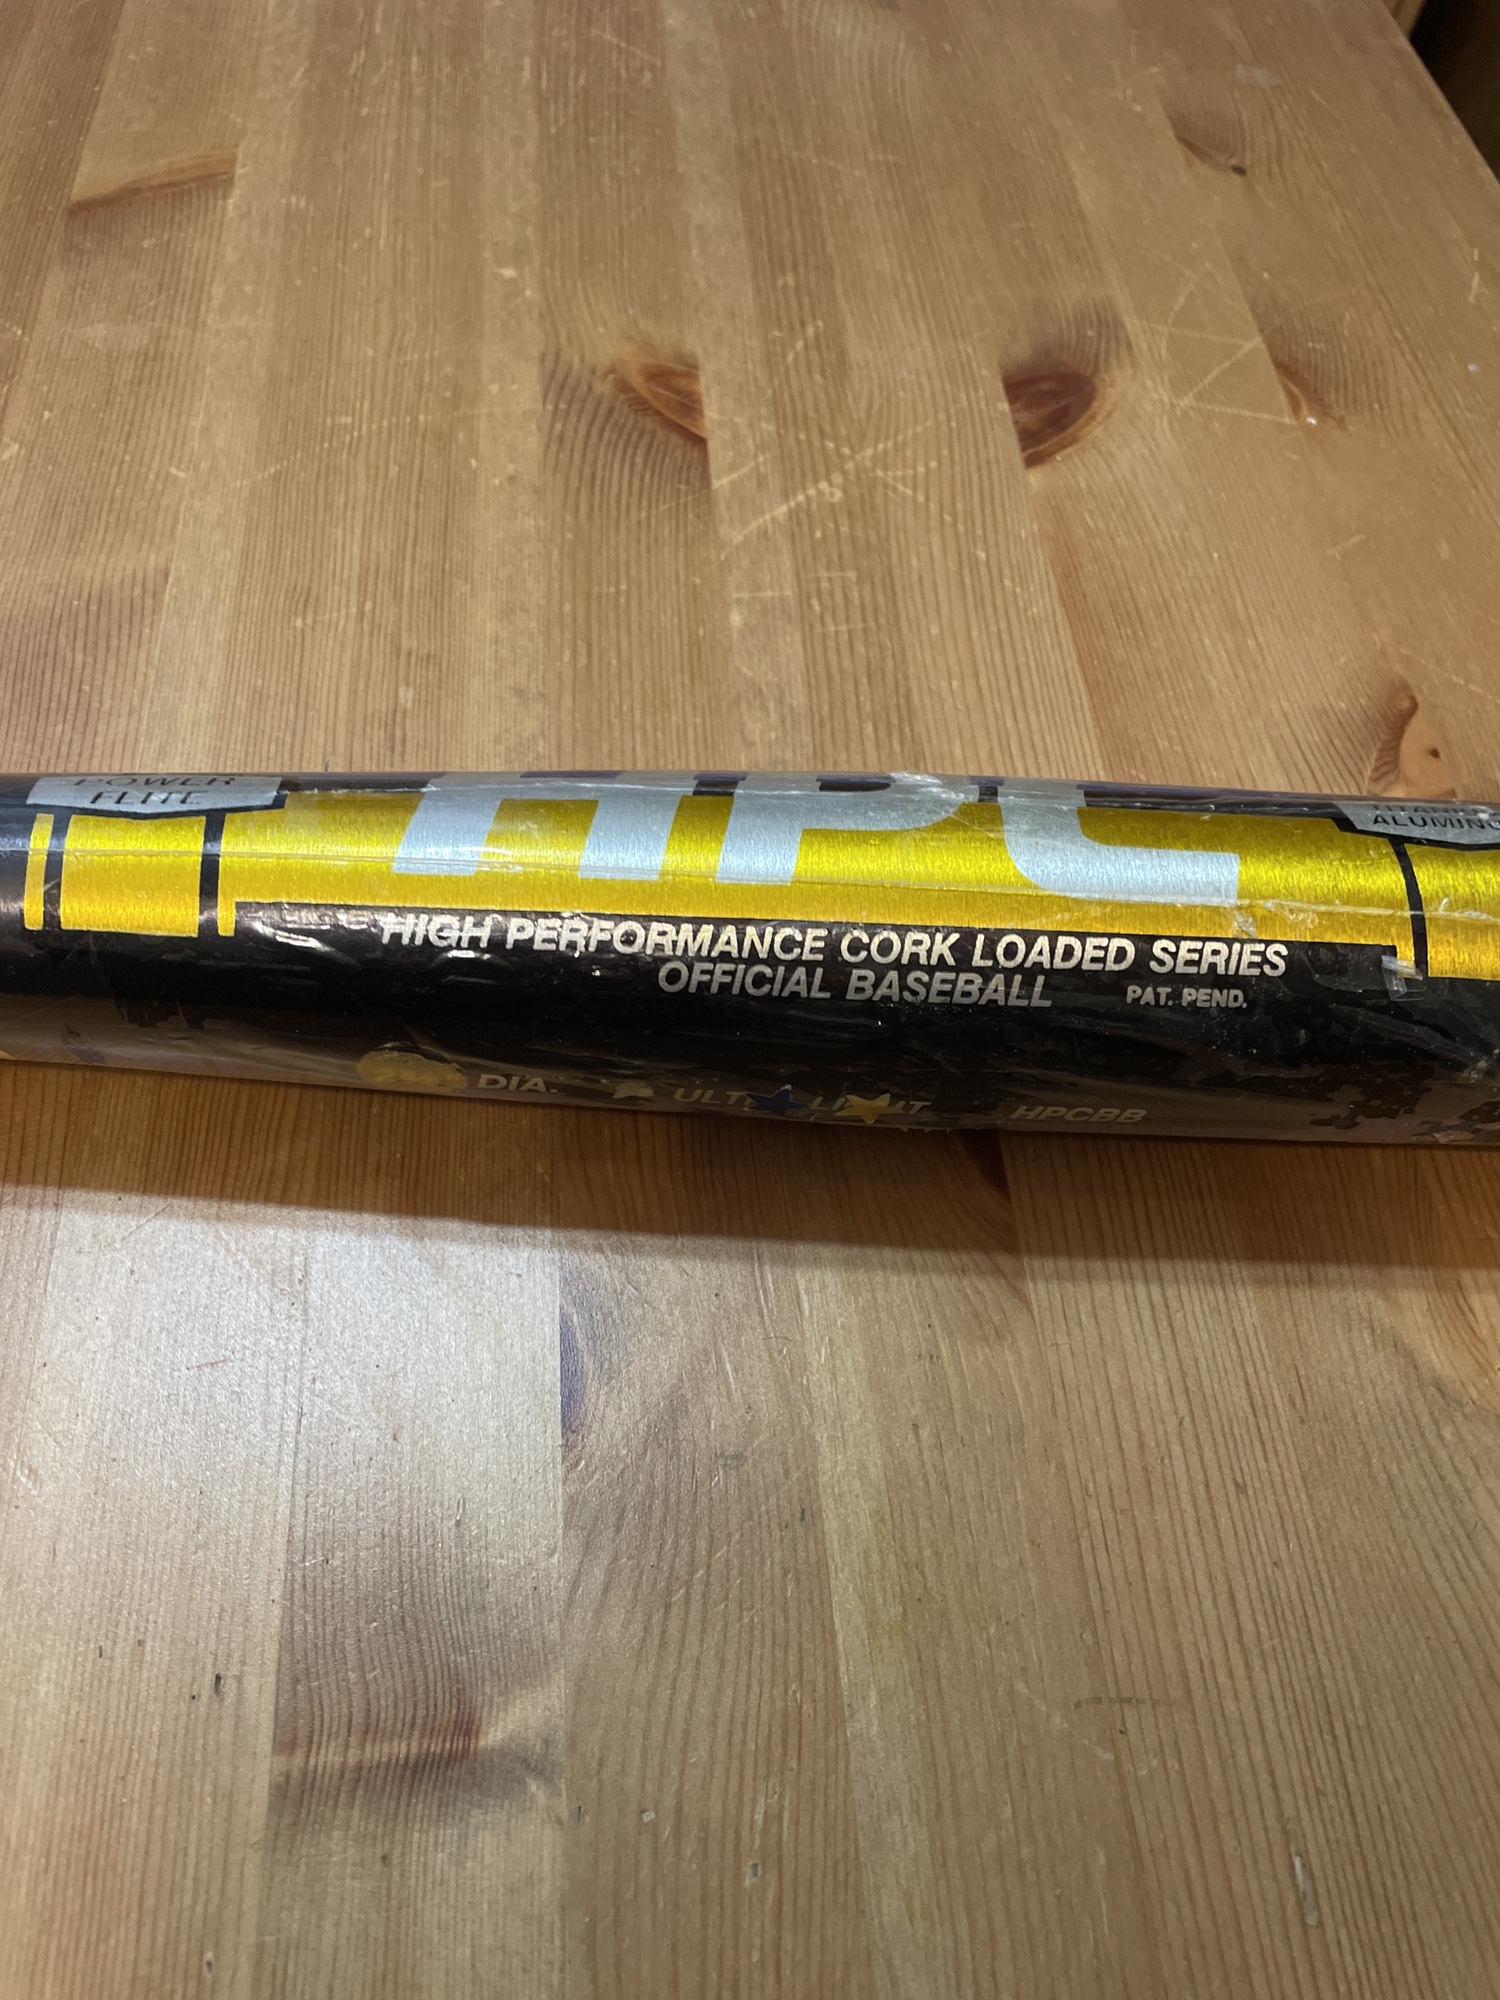 POWER
FLITE
HPC
ALUMINUM
HIGH PERFORMANCE CORK LOADED SERIES
OFFICIAL BASEBALL PAT. PEND.
DIA. HPCBB